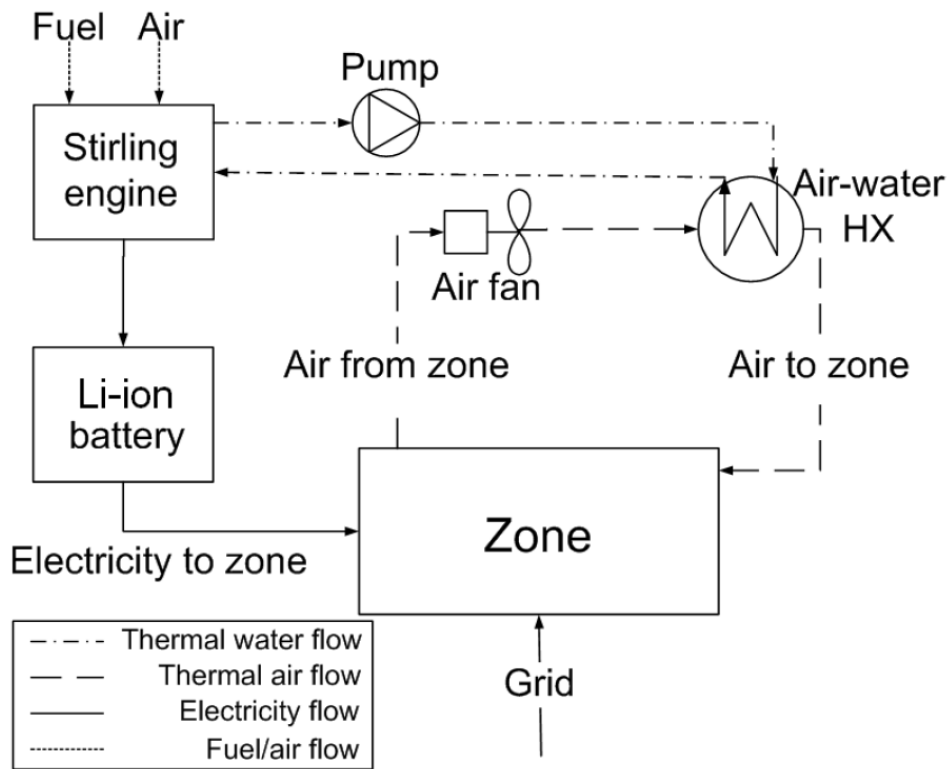 Fuel Air
Pump
Stirling
engine
Air-water
HX
Air fan
Air from zone
Air to zone
Li-ion
battery
Zone
Electricity to zone
Thermal water flow
Thermal air flow
Electricity flow
Fuel/air flow
Grid